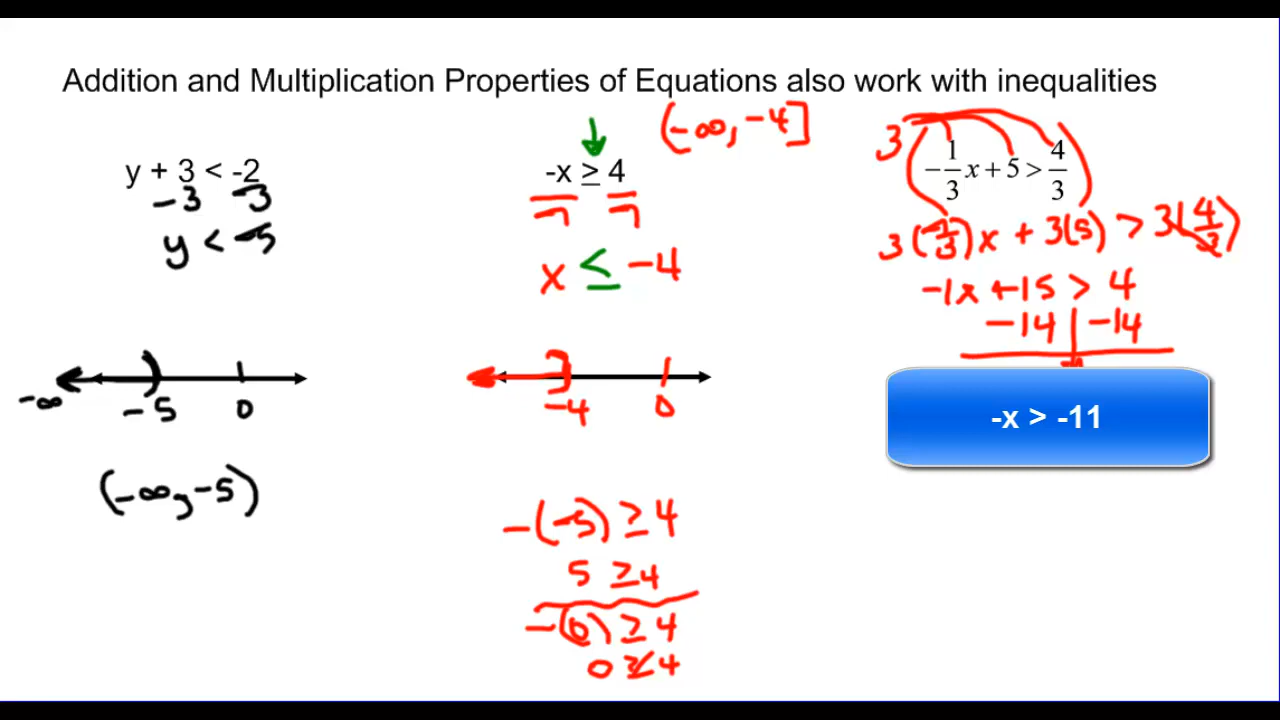 Addition and Multiplication Properties of Equations also work with inequalities
y + 3 < -2
-3 -3
y < -5
-∞
-5 0
(-∞, -5)
(-∞, -4]
-x ≥ 4
-1 -1
x ≤ -4
-4 0
-(-5) ≥ 4
5 ≥ 4
-(0) ≥ 4
0 ≥ 4
3
-1/3 x + 5 > 4/3
3(-1/3)x + 3(5) > 3(4/3)
-1x + 15 > 4
-14 | -14
-x > -11